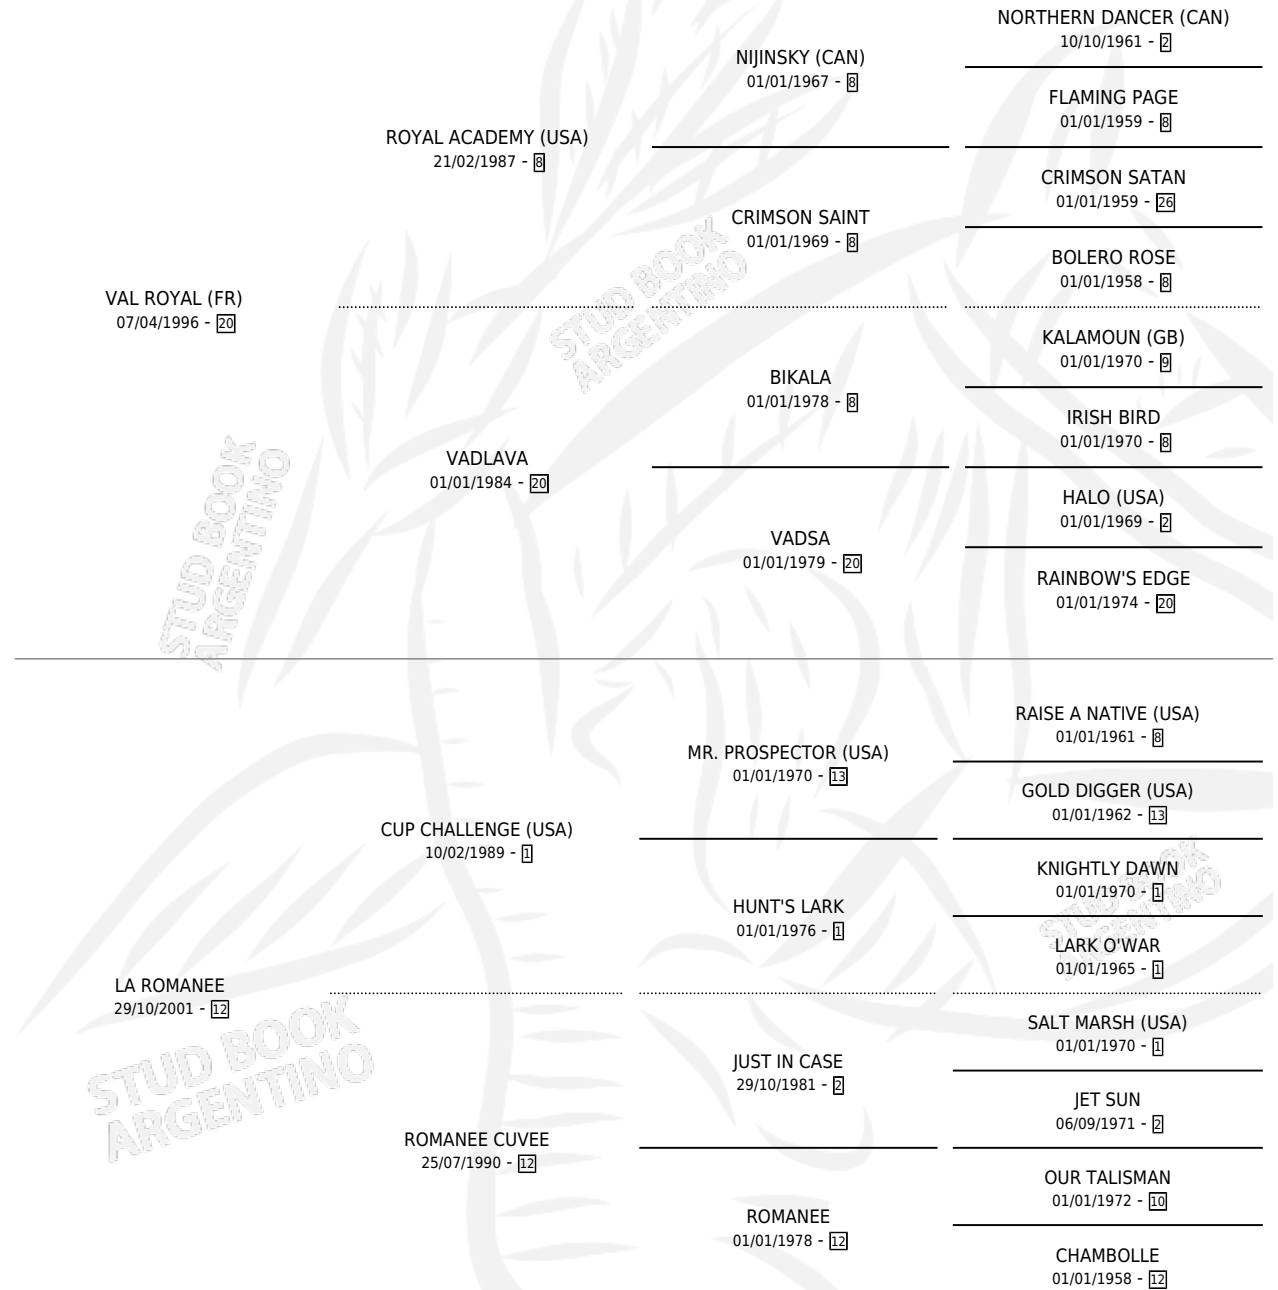 NORTHERN DANCER (CAN)
10/10/1961 - 2
NIJINSKY (CAN)
01/01/1967 - 8
FLAMING PAGE
01/01/1959 - 8
ROYAL ACADEMY (USA)
21/02/1987 - 8
CRIMSON SATAN
01/01/1959 - 26
CRIMSON SAINT
01/01/1969 - 8
BOLERO ROSE
01/01/1958 - 8
VAL ROYAL (FR)
07/04/1996 - 20
STUD BOOK
ARGENTINO
KALAMOUN (GB)
01/01/1970 - 9
BIKALA
01/01/1978 - 8
IRISH BIRD
01/01/1970 - 8
VADLAVA
01/01/1984 - 20
HALO (USA)
01/01/1969 - 2
VADSA
01/01/1979 - 20
RAINBOW'S EDGE
01/01/1974 - 20
STUD BOOK
ARGENTINO
RAISE A NATIVE (USA)
01/01/1961 - 8
MR. PROSPECTOR (USA)
01/01/1970 - 13
GOLD DIGGER (USA)
01/01/1962 - 13
CUP CHALLENGE (USA)
10/02/1989 - 1
KNIGHTLY DAWN
01/01/1970 - 1
HUNT'S LARK
01/01/1976 - 1
STUD BOOK
ARGENTINO
LARK O'WAR
01/01/1965 - 1
LA ROMANEE
29/10/2001 - 12
STUD BOOK
ARGENTINO
SALT MARSH (USA)
01/01/1970 - 1
JUST IN CASE
29/10/1981 - 2
JET SUN
06/09/1971 - 2
ROMANEE CUVEE
25/07/1990 - 12
OUR TALISMAN
01/01/1972 - 10
ROMANEE
01/01/1978 - 12
CHAMBOLLE
01/01/1958 - 12